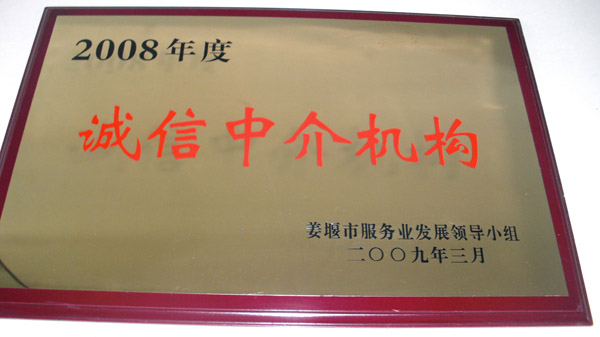 2008年度
诚信中介机构
姜堰市服务业发展领导小组
二〇〇九年三月